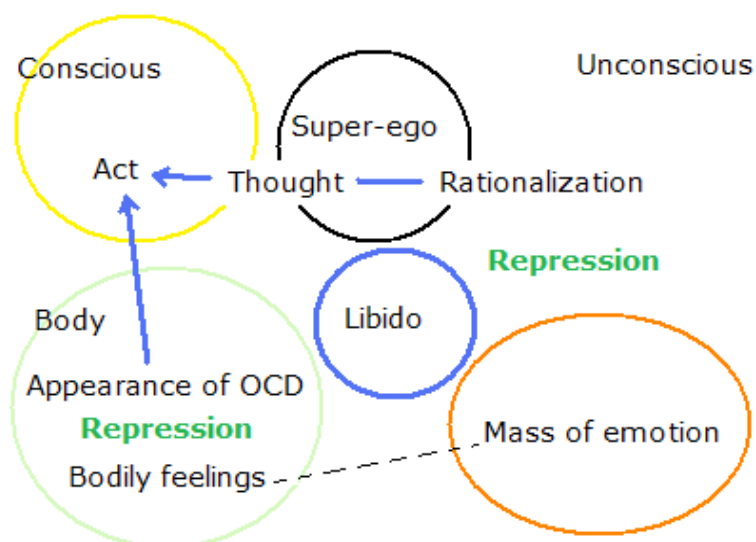 Conscious
Unconscious
Super-ego
Act
Thought
Rationalization
Repression
Body
Libido
Appearance of OCD
Repression
Mass of emotion
Bodily feelings